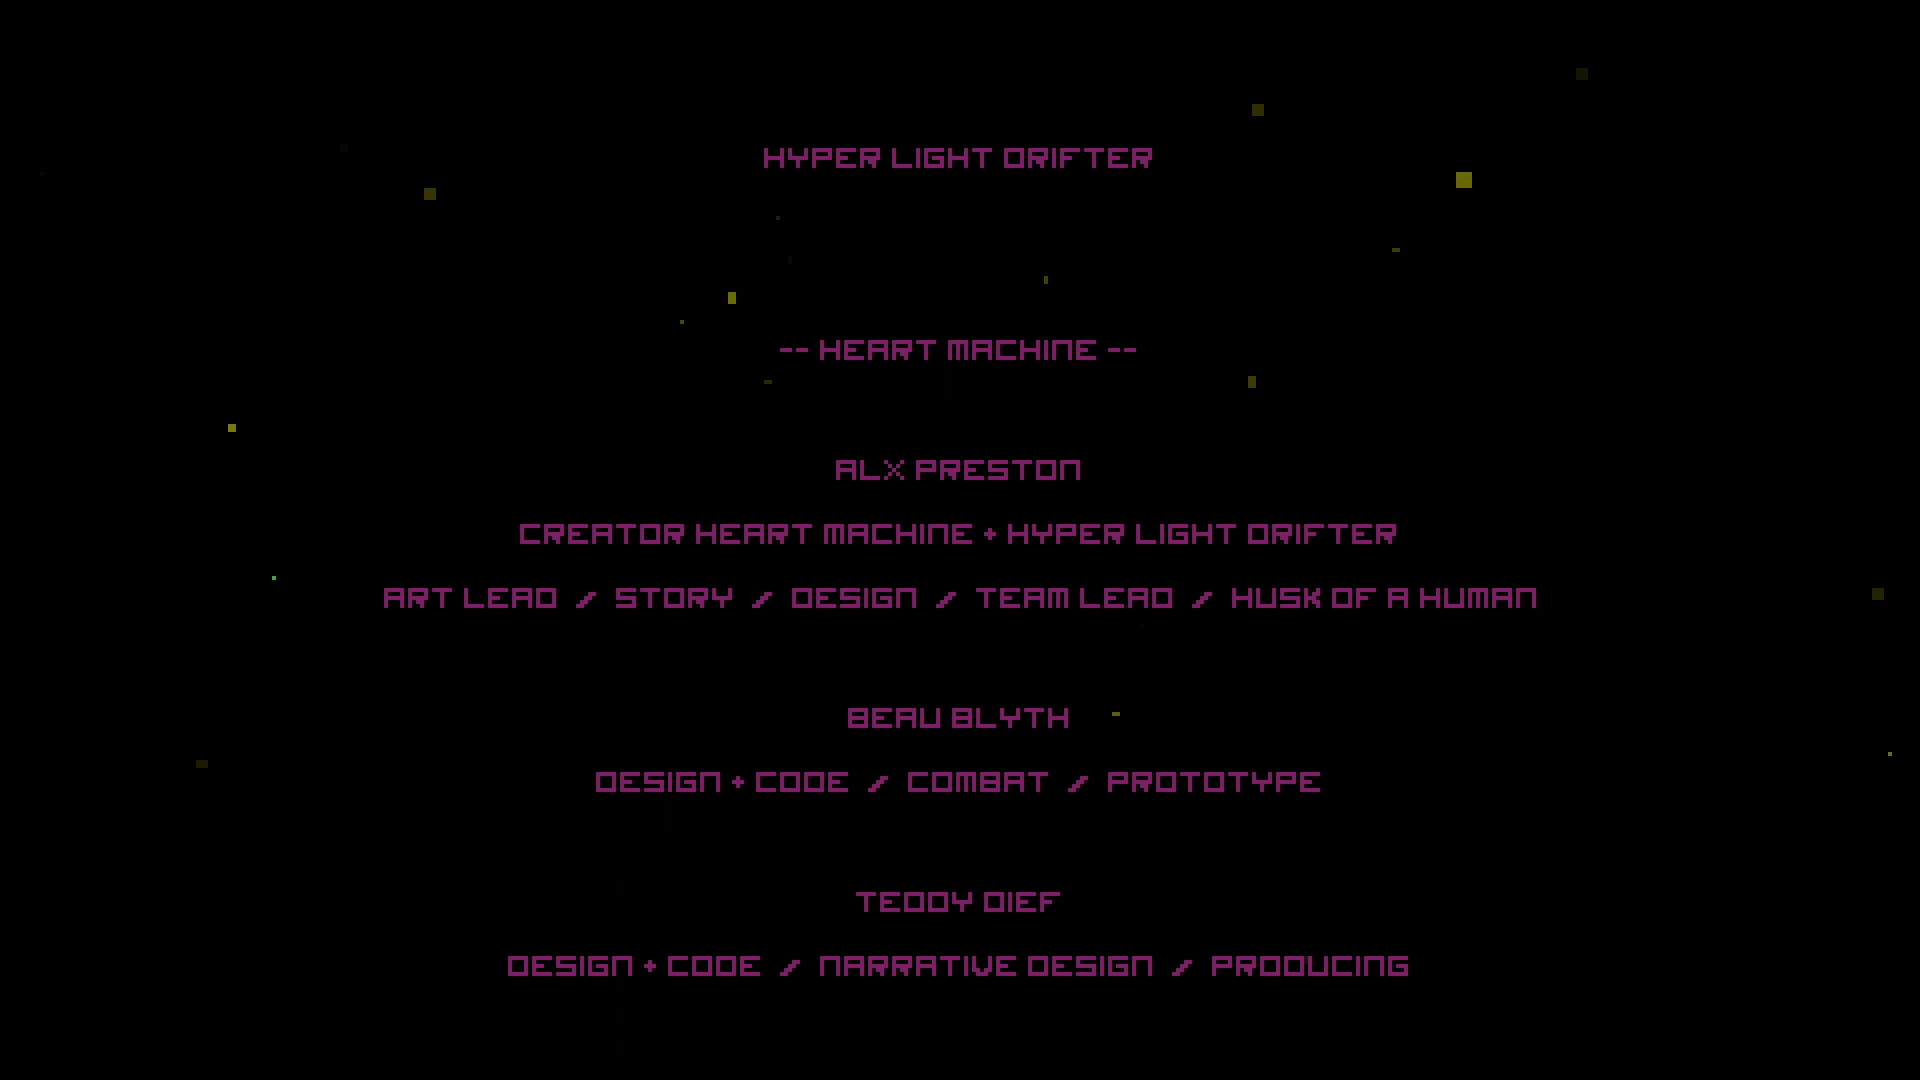 HYPER LIGHT DRIFTER
-- HEART MACHINE --
ALX PRESTON
CREATOR HEART MACHINE + HYPER LIGHT DRIFTER
ART LEAD / STORY / DESIGN / TEAM LEAD / HUSK OF A HUMAN
BEAU BLYTH
DESIGN + CODE / COMBAT / PROTOTYPE
TEDDY DIEF
DESIGN + CODE / NARRATIVE DESIGN / PRODUCING